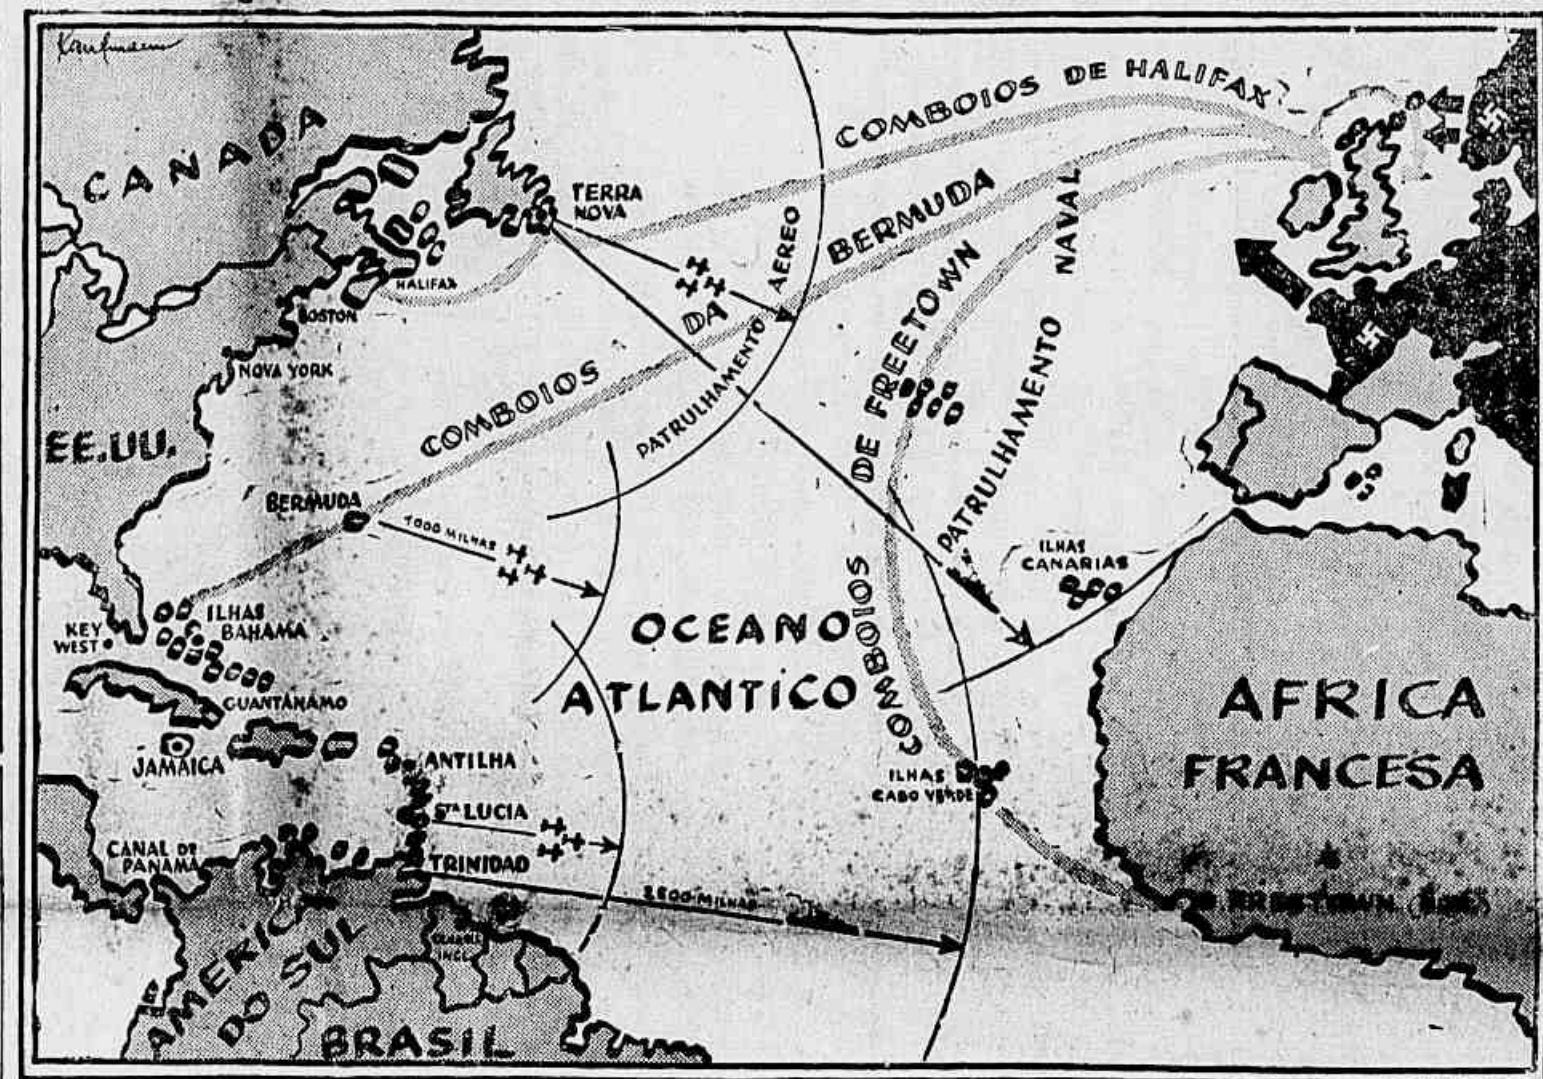 Kaufmann
CANADA
TERRA
NOVA
HALIFAX
BOSTON
NOVA YORK
EE.UU.
COMBOIOS DE HALIFAX
COMBOIOS DA BERMUDA
PATRULHAMENTO AEREO
COMBOIOS DE FREETOWN
PATRULHAMENTO NAVAL
BERMUDA
1000 MILHAS
ILHAS
BAHAMA
KEY
WEST
GUANTANAMO
JAMAICA
ANTILHA
STA LUCIA
TRINIDAD
CANAL DE
PANAMÁ
OCEANO
ATLANTICO
ILHAS
CANARIAS
ILHAS
CABO VERDE
AFRICA
FRANCESA
FREETOWN
MILHAS
AMERICA
DO SUL
BRASIL